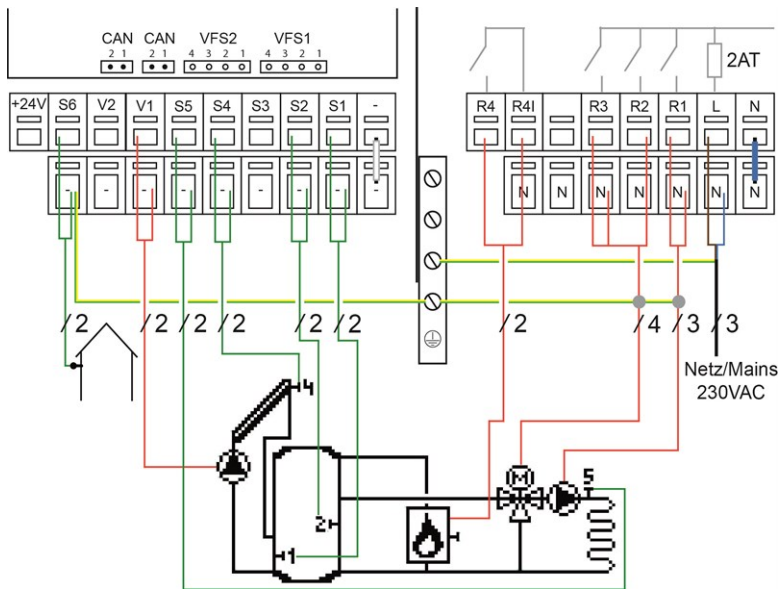 CAN CAN VFS2 VFS1
2 1 2 1 4 3 2 1 4 3 2 1
2AT
+24V S6 V2 V1 S5 S4 S3 S2 S1 - R4 R4I R3 R2 R1 L N
- - - - - - - - - N N N N N N N
/2 /2 /2 /2 /2 /2 /2 /4 /3 /3
Netz/Mains
230VAC
4
M 5
2
1